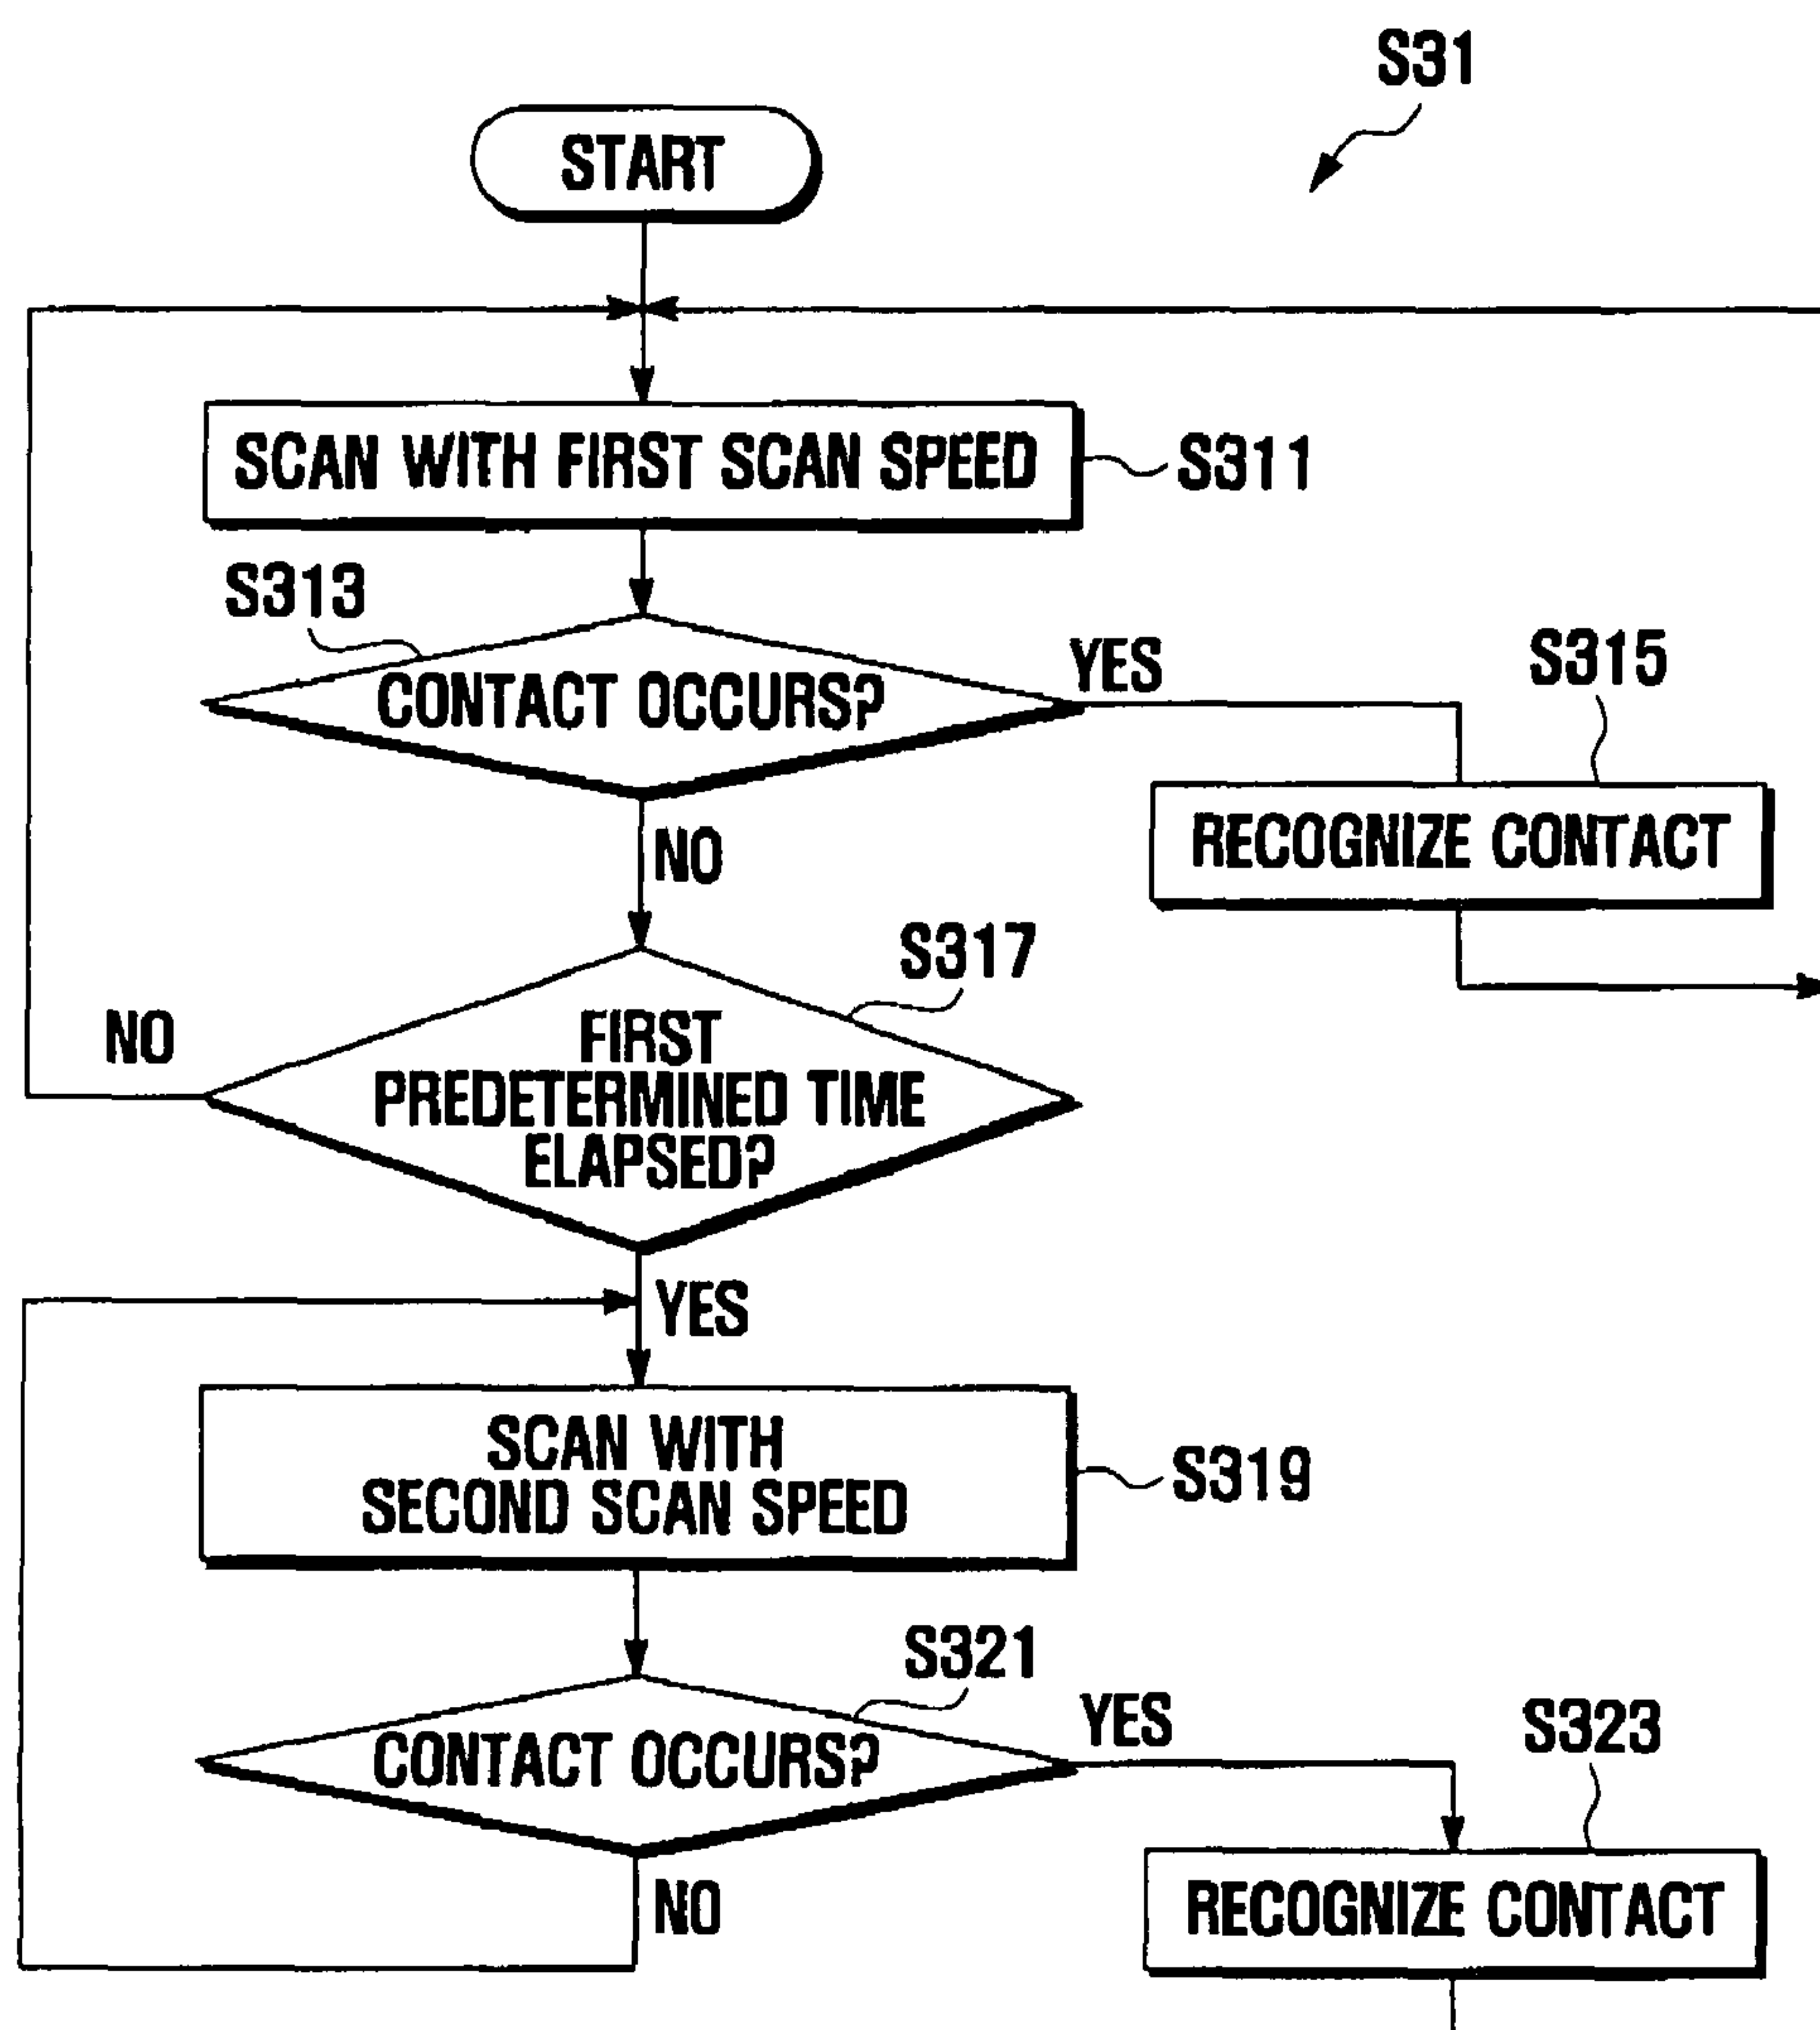 S31
START
SCAN WITH FIRST SCAN SPEED
S311
S313
CONTACT OCCURS?
YES
S315
RECOGNIZE CONTACT
NO
S317
NO
FIRST
PREDETERMINED TIME
ELAPSED?
YES
SCAN WITH
SECOND SCAN SPEED
S319
S321
CONTACT OCCURS?
YES
S323
RECOGNIZE CONTACT
NO